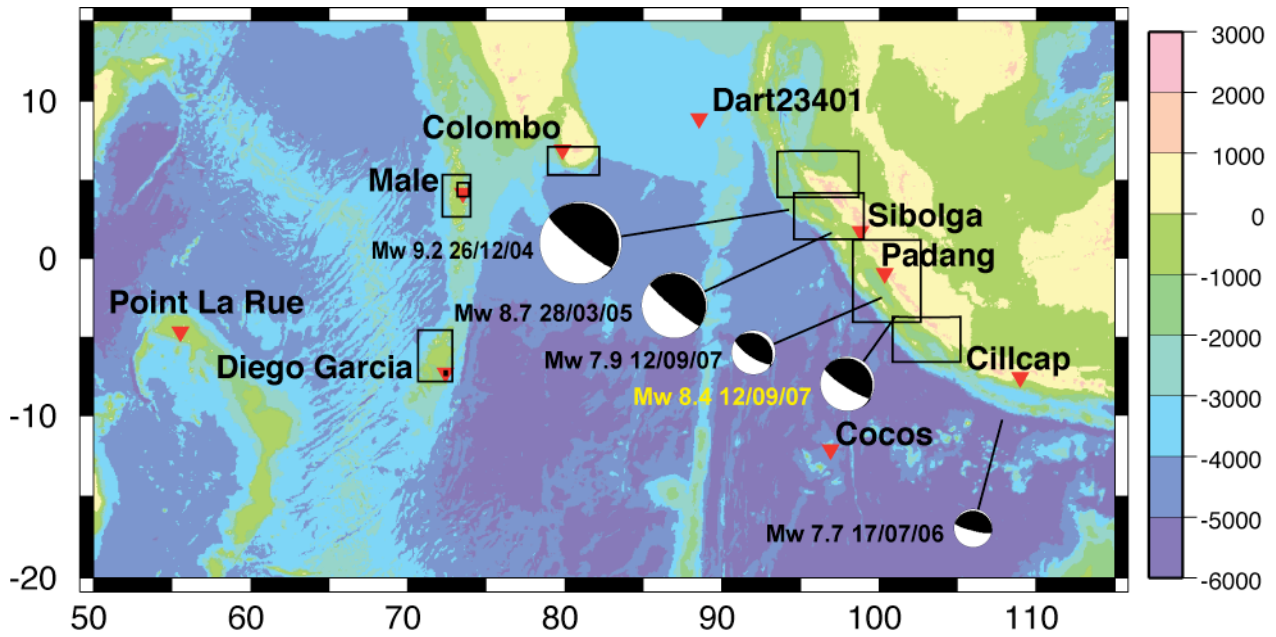 3000
2000
1000
0
-1000
-2000
-3000
-4000
-5000
-6000
10
0
-10
-20
50
60
70
80
90
100
110
Dart23401
Colombo
Male
Sibolga
Padang
Mw 9.2 26/12/04
Point La Rue
Mw 8.7 28/03/05
Diego Garcia
Mw 7.9 12/09/07
Cillcap
Mw 8.4 12/09/07
Cocos
Mw 7.7 17/07/06